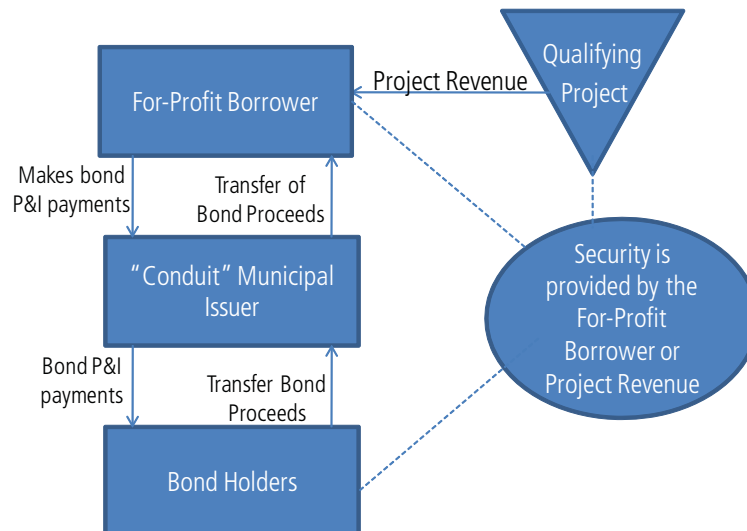 For-Profit Borrower
Project Revenue
Qualifying
Project
Makes bond
P&I payments
Transfer of
Bond Proceeds
“Conduit” Municipal
Issuer
Security is
provided by the
For-Profit
Borrower or
Project Revenue
Bond P&I
payments
Transfer Bond
Proceeds
Bond Holders